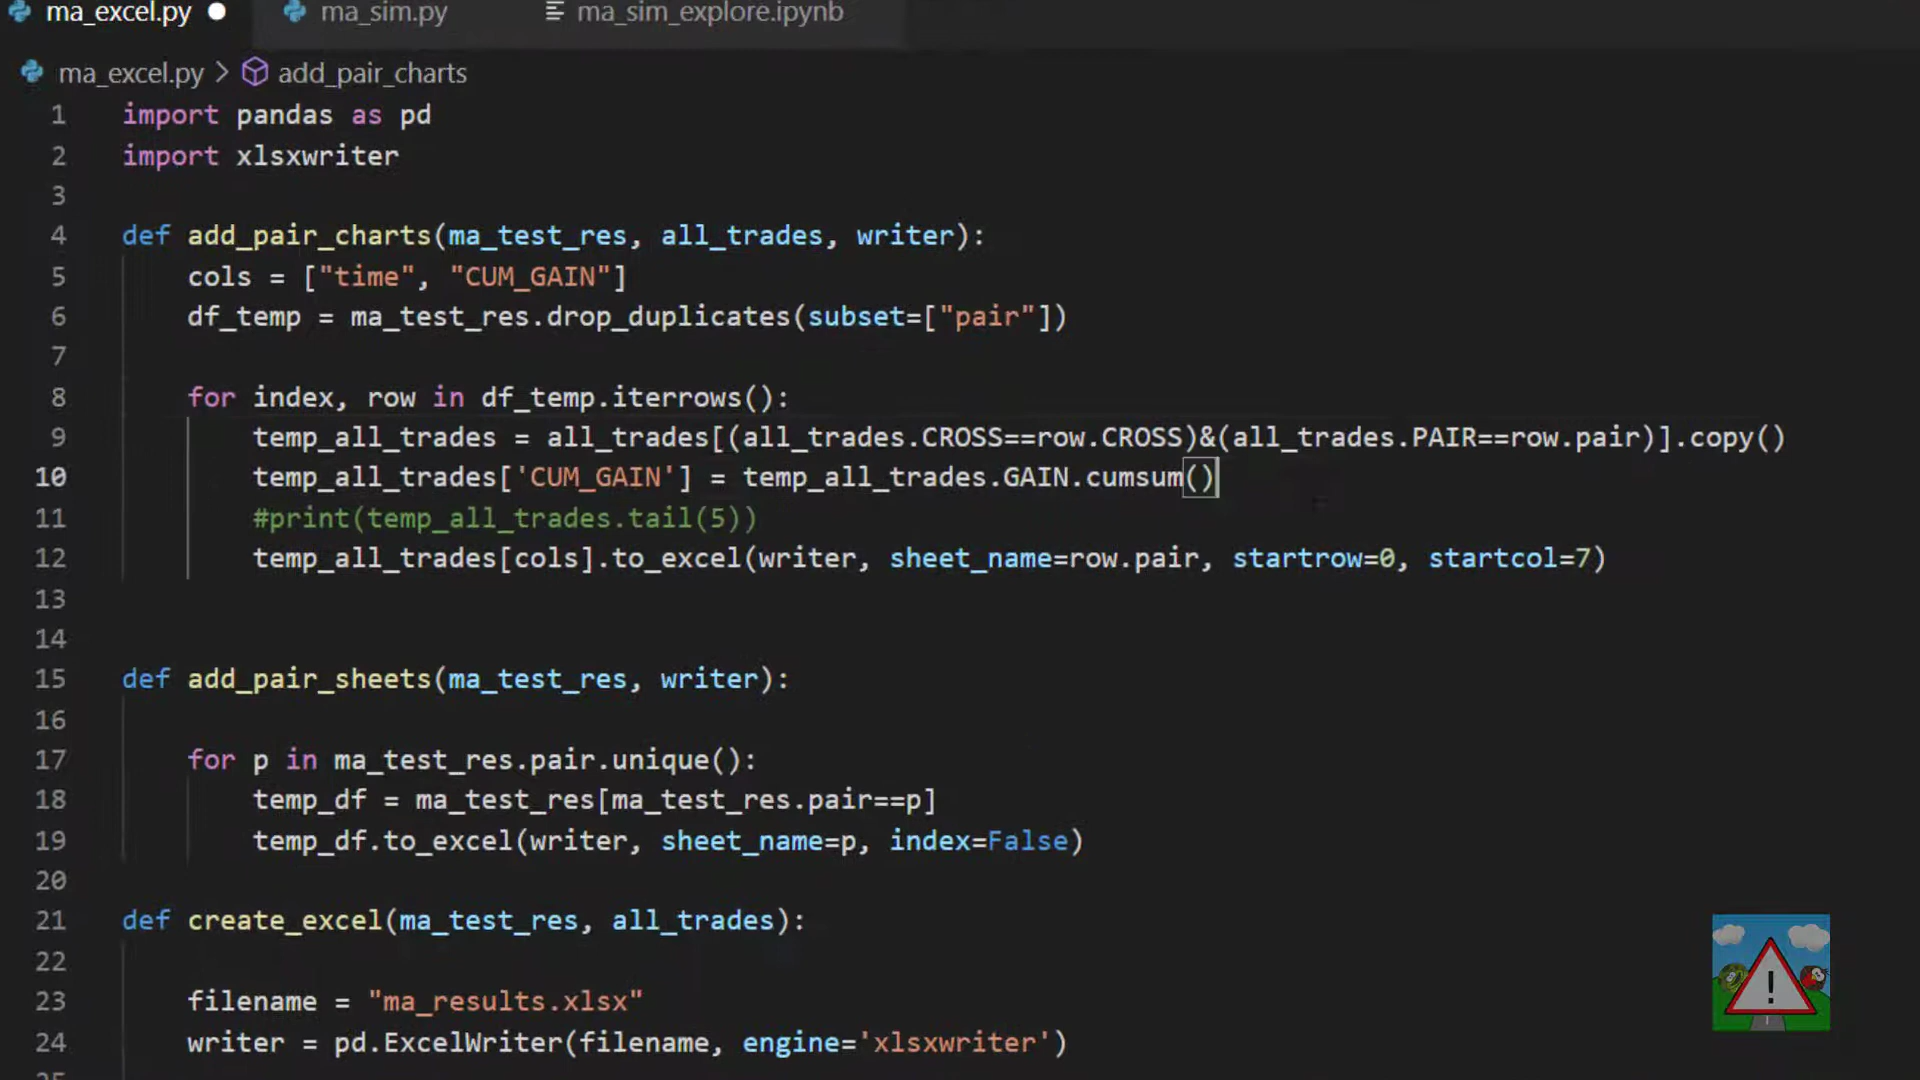 ma_excel.py ma_sim.py ma_sim_explore.ipynb
ma_excel.py > add_pair_charts
1 import pandas as pd
2 import xlsxwriter
3
4 def add_pair_charts(ma_test_res, all_trades, writer):
5 cols = ["time", "CUM_GAIN"]
6 df_temp = ma_test_res.drop_duplicates(subset=["pair"])
7
8 for index, row in df_temp.iterrows():
9 temp_all_trades = all_trades[(all_trades.CROSS==row.CROSS)&(all_trades.PAIR==row.pair)].copy()
10 temp_all_trades['CUM_GAIN'] = temp_all_trades.GAIN.cumsum()
11 #print(temp_all_trades.tail(5))
12 temp_all_trades[cols].to_excel(writer, sheet_name=row.pair, startrow=0, startcol=7)
13
14
15 def add_pair_sheets(ma_test_res, writer):
16
17 for p in ma_test_res.pair.unique():
18 temp_df = ma_test_res[ma_test_res.pair==p]
19 temp_df.to_excel(writer, sheet_name=p, index=False)
20
21 def create_excel(ma_test_res, all_trades):
22
23 filename = "ma_results.xlsx"
24 writer = pd.ExcelWriter(filename, engine='xlsxwriter')
!